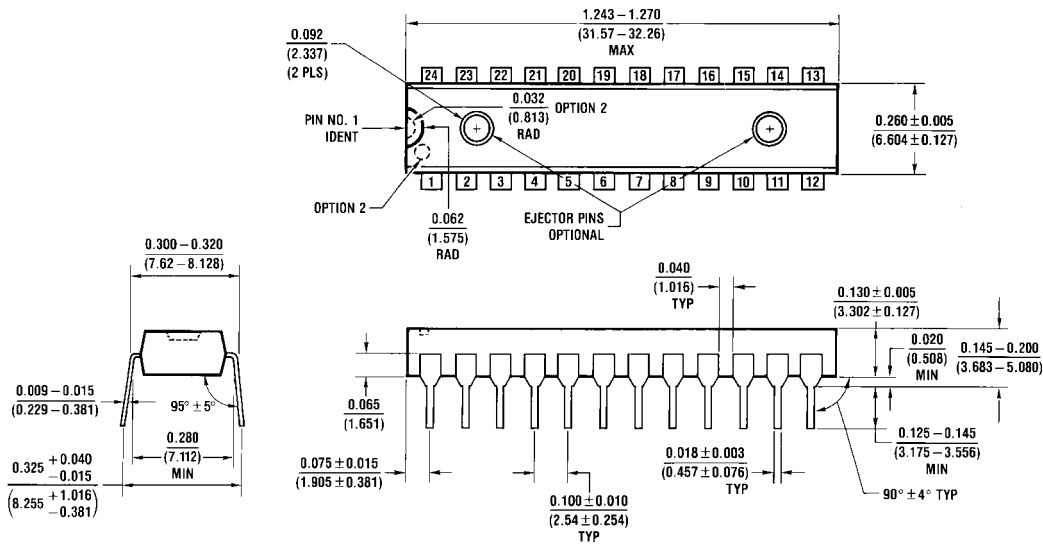 1.243 – 1.270
(31.57 – 32.26)
MAX
0.092
(2.337)
(2 PLS)
24 23 22 21 20 19 18 17 16 15 14 13
0.032
(0.813)
RAD
OPTION 2
PIN NO. 1
IDENT
0.260 ± 0.005
(6.604 ± 0.127)
1 2 3 4 5 6 7 8 9 10 11 12
OPTION 2
0.062
(1.575)
RAD
EJECTOR PINS
OPTIONAL
0.300 – 0.320
(7.62 – 8.128)
0.040
(1.016)
TYP
0.130 ± 0.005
(3.302 ± 0.127)
0.020
(0.508)
MIN
0.145 – 0.200
(3.683 – 5.080)
0.009 – 0.015
(0.229 – 0.381)
95° ± 5°
0.280
(7.112)
MIN
0.325 +0.040 −0.015
(8.255 +1.016 −0.381)
0.065
(1.651)
0.075 ± 0.015
(1.905 ± 0.381)
0.100 ± 0.010
(2.54 ± 0.254)
TYP
0.018 ± 0.003
(0.457 ± 0.076)
TYP
0.125 – 0.145
(3.175 – 3.556)
MIN
90° ± 4° TYP